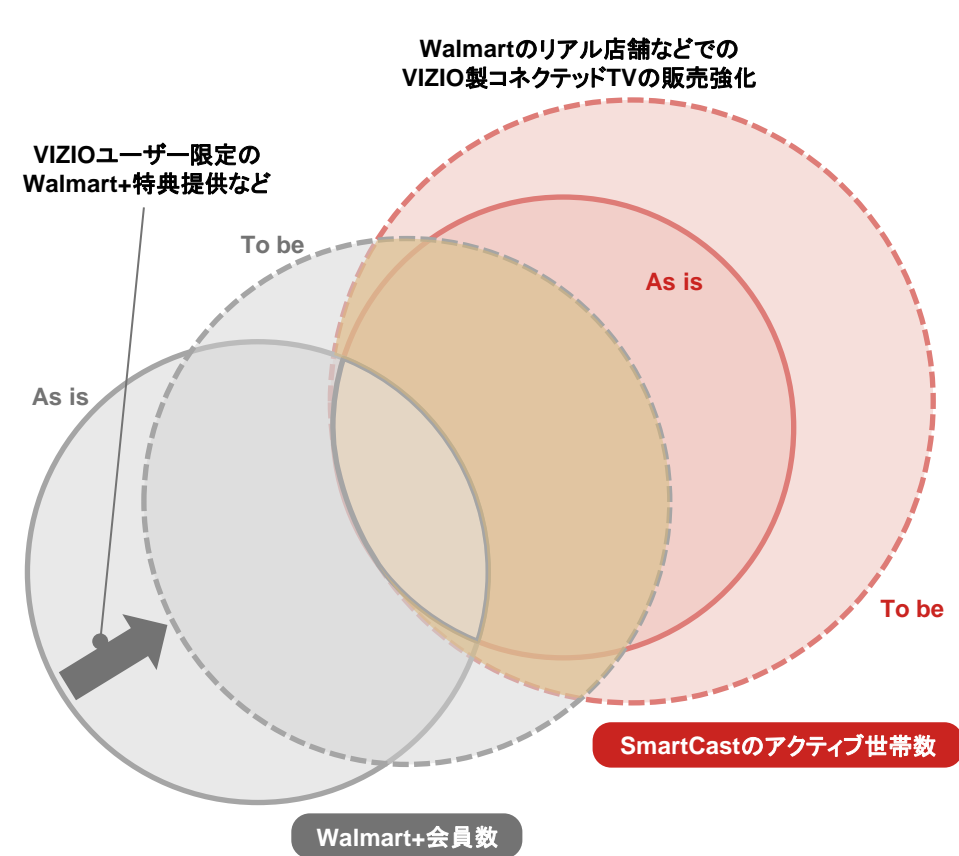 Walmartのリアル店舗などでの
VIZIO製コネクテッドTVの販売強化
VIZIOユーザー限定の
Walmart+特典提供など
To be
As is
As is
To be
SmartCastのアクティブ世帯数
Walmart+会員数